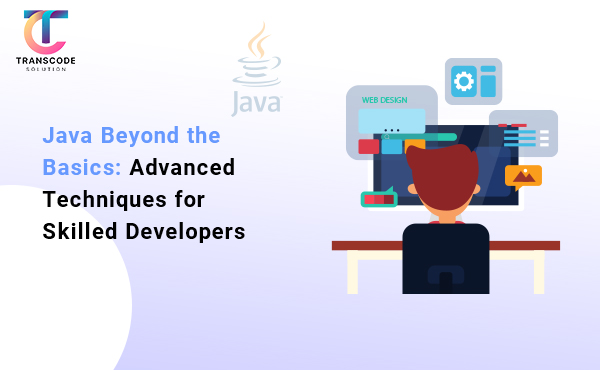 TRANSCODE
SOLUTION
Java
WEB DESIGN
Java Beyond the
Basics: Advanced
Techniques for
Skilled Developers